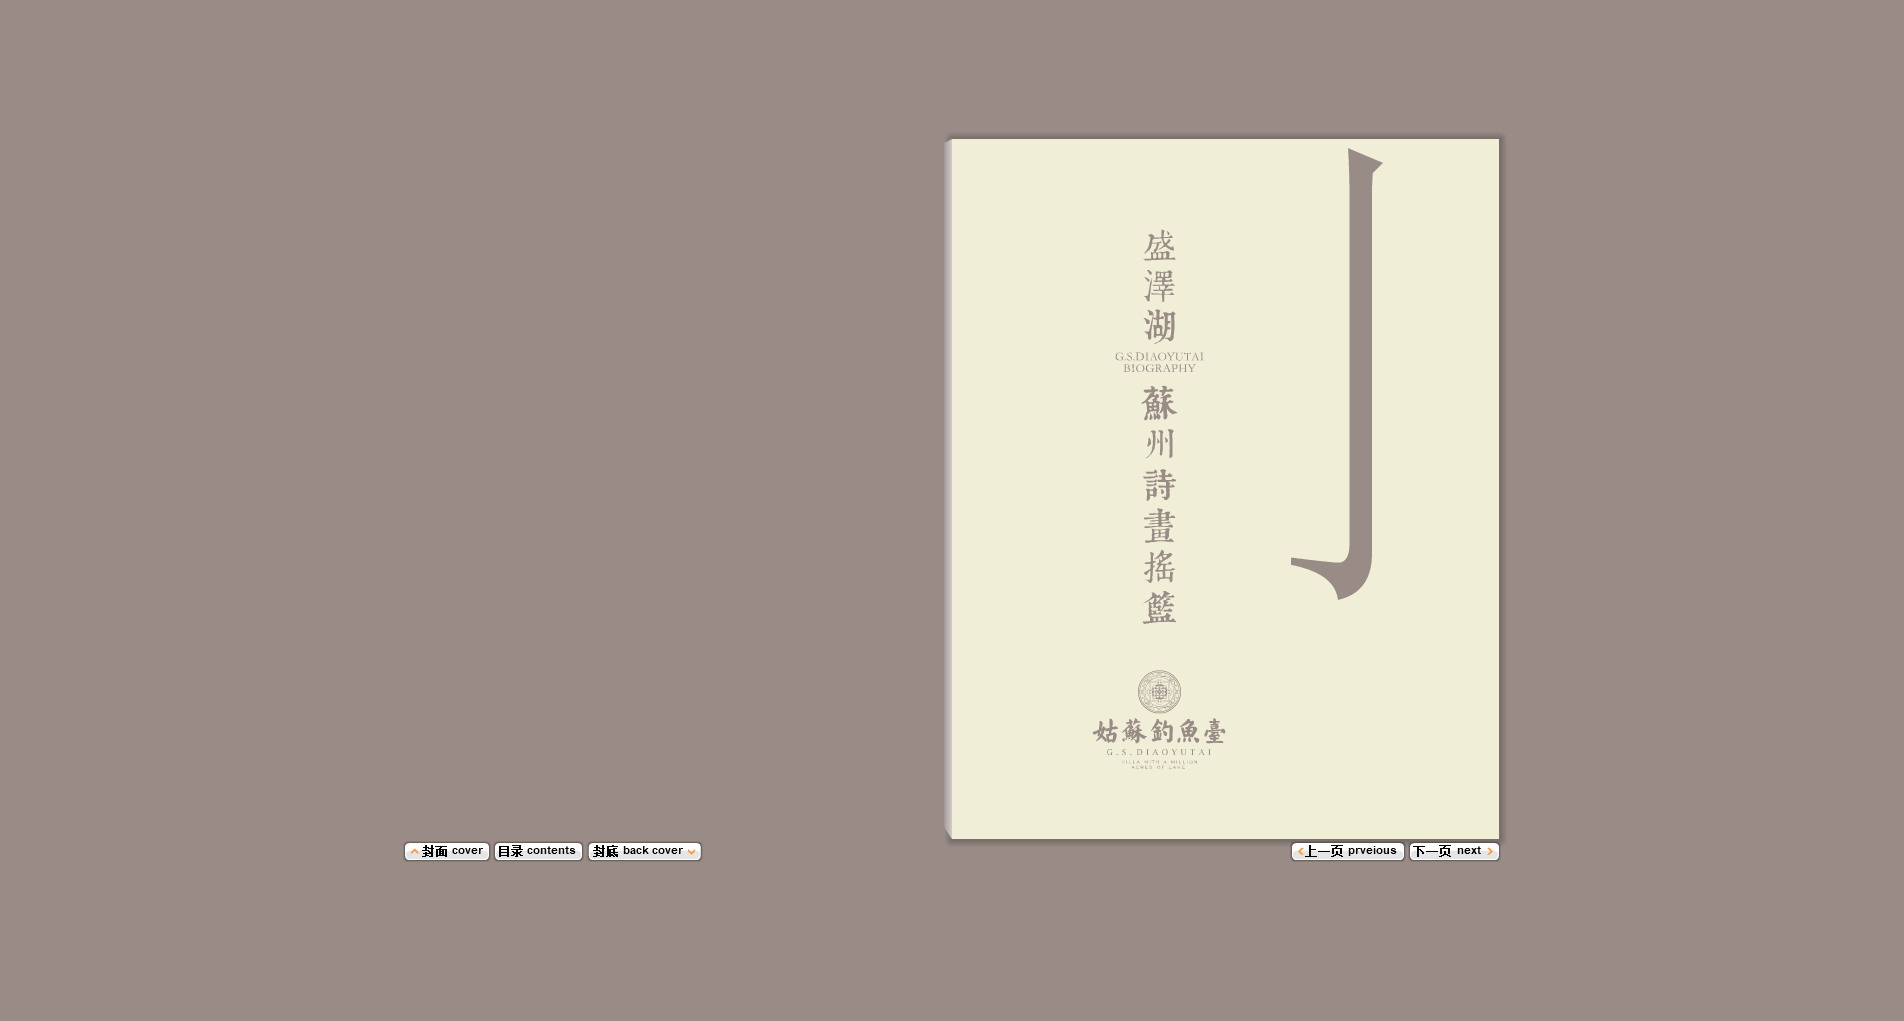 盛澤湖
G.S.DIAOYUTAI
BIOGRAPHY
蘇州詩畫搖籃
姑蘇釣魚臺
G.S.DIAOYUTAI
VILLA WITH A MILLION
ACRES OF LAKE
封面 cover
目录 contents
封底 back cover
上一页 prveious
下一页 next